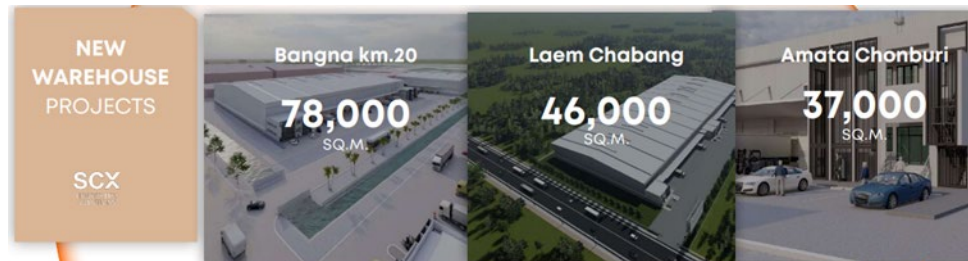 NEW
WAREHOUSE
PROJECTS
SCX
Bangna km.20
78,000
SQ.M.
Laem Chabang
46,000
SQ.M.
Amata Chonburi
37,000
SQ.M.